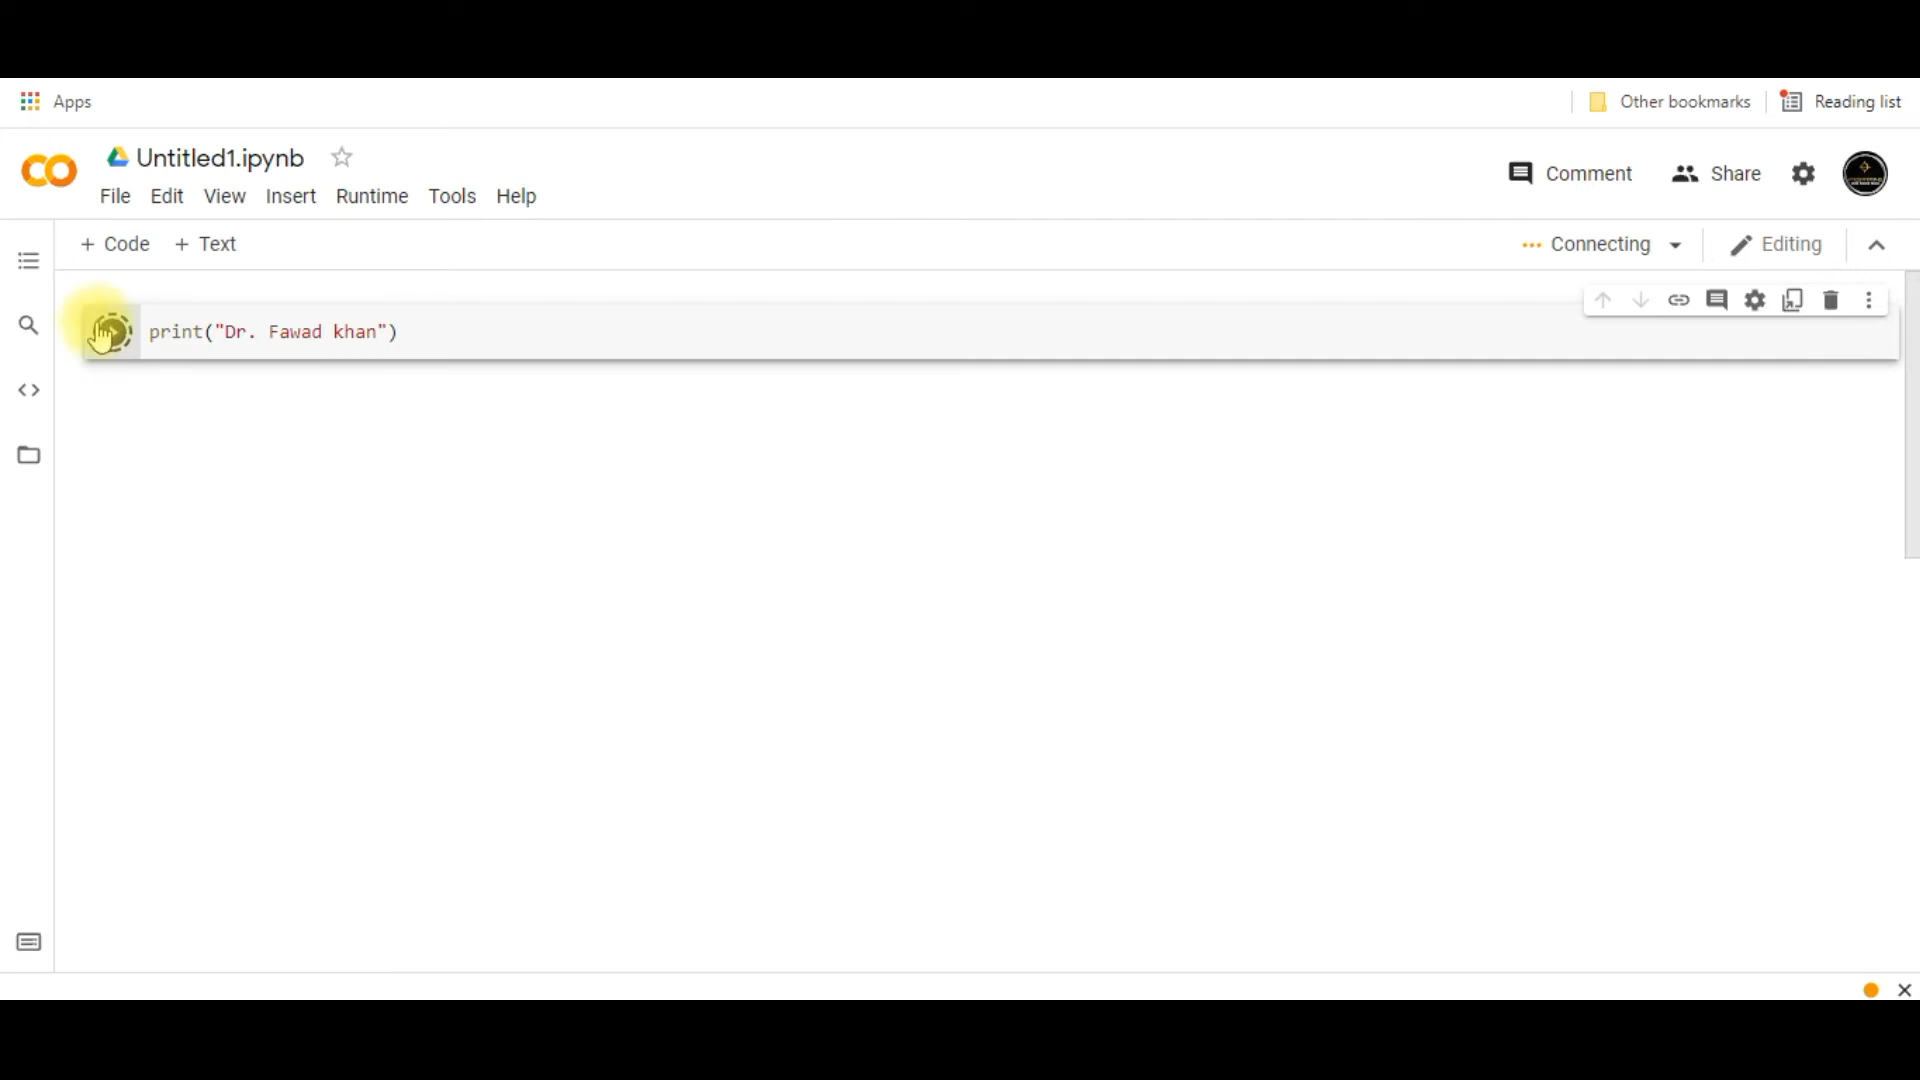 Apps
Other bookmarks
Reading list
Untitled1.ipynb
Comment
Share
File Edit View Insert Runtime Tools Help
+ Code + Text
Connecting
Editing
print("Dr. Fawad khan")